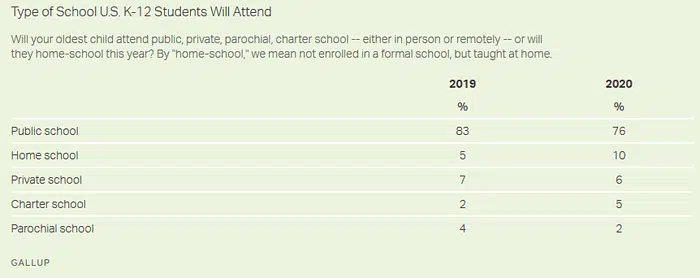 Type of School U.S. K-12 Students Will Attend
Will your oldest child attend public, private, parochial, charter school -- either in person or remotely -- or will
they home-school this year? By "home-school," we mean not enrolled in a formal school, but taught at home.
2019 2020
% %
Public school 83 76
Home school 5 10
Private school 7 6
Charter school 2 5
Parochial school 4 2
GALLUP